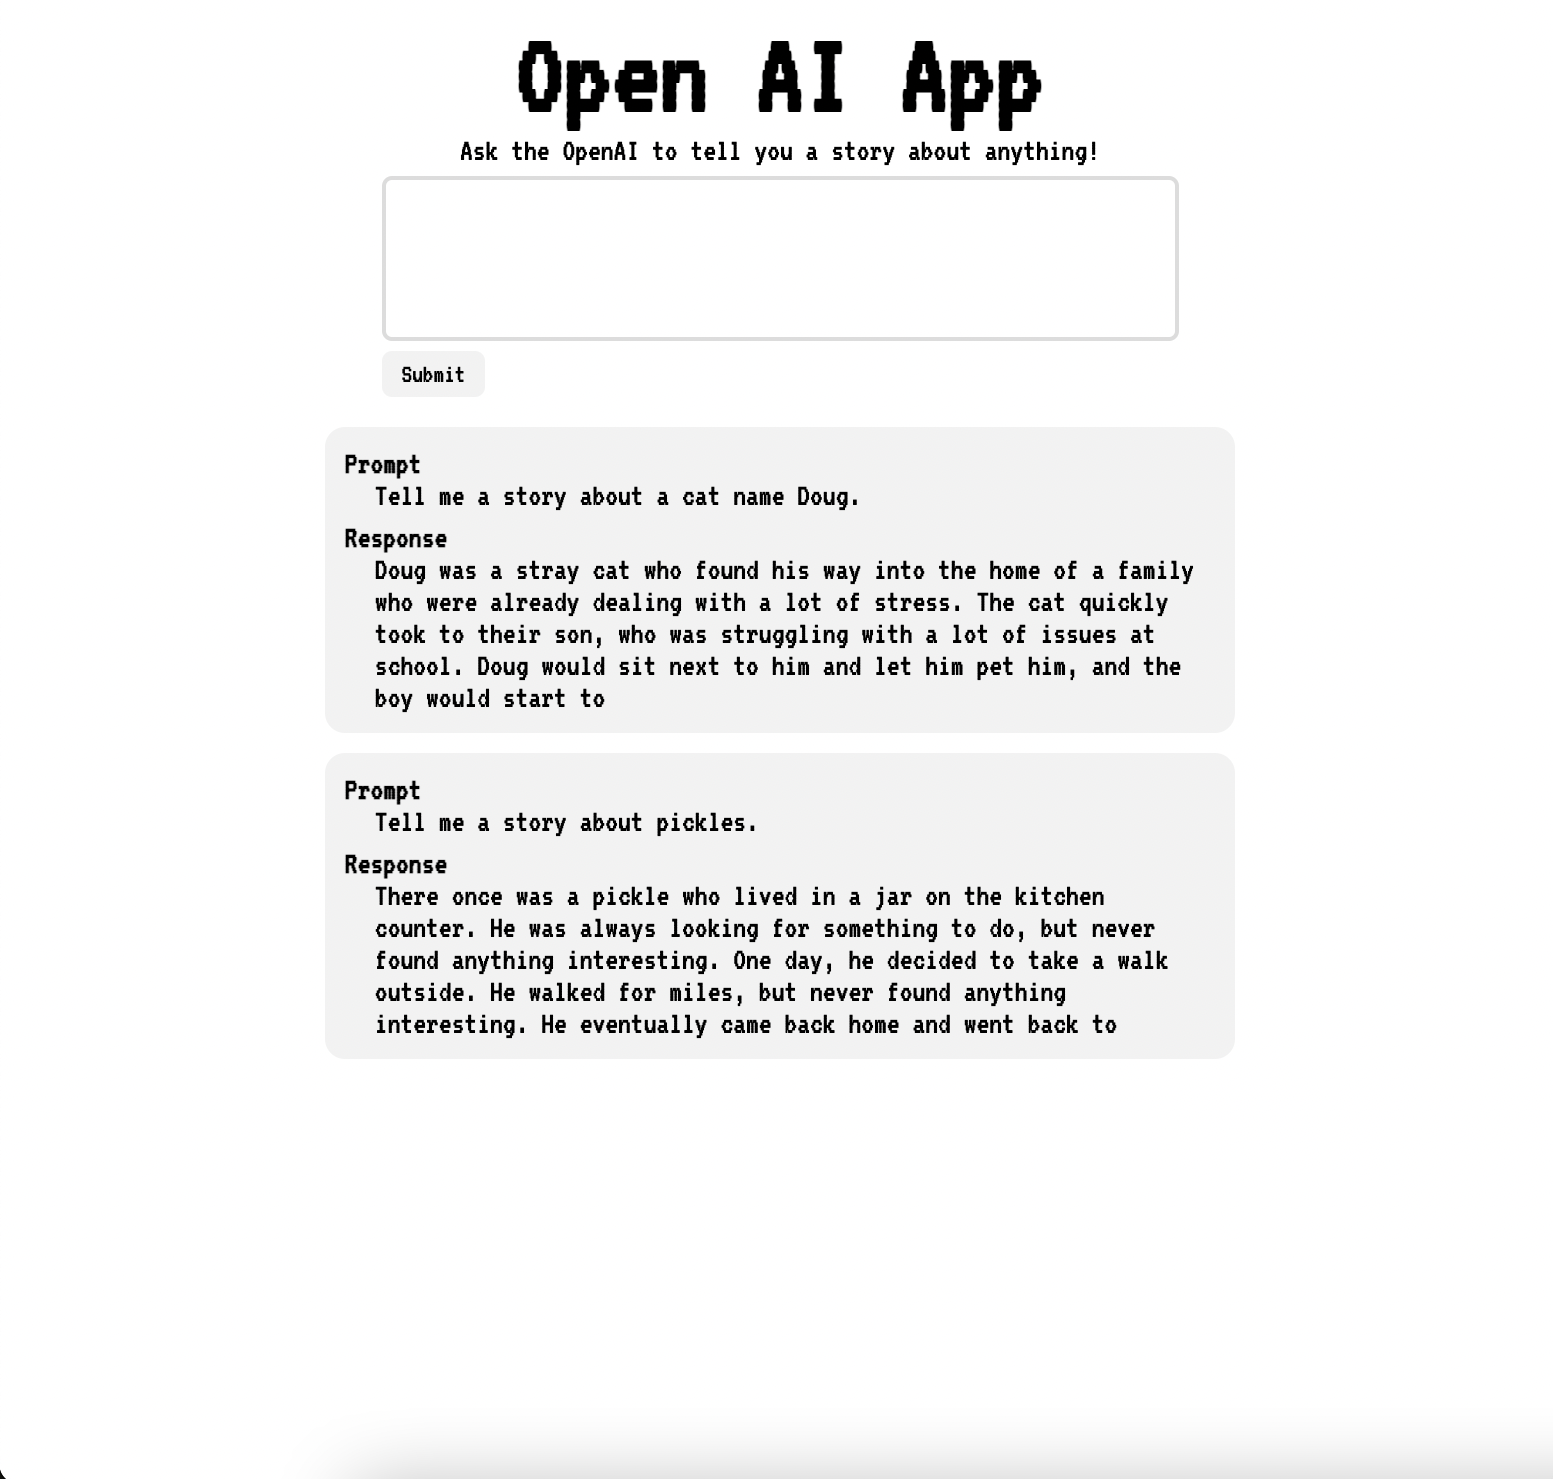 Open AI App
Ask the OpenAI to tell you a story about anything!
Submit
Prompt
Tell me a story about a cat name Doug.
Response
Doug was a stray cat who found his way into the home of a family
who were already dealing with a lot of stress. The cat quickly
took to their son, who was struggling with a lot of issues at
school. Doug would sit next to him and let him pet him, and the
boy would start to
Prompt
Tell me a story about pickles.
Response
There once was a pickle who lived in a jar on the kitchen
counter. He was always looking for something to do, but never
found anything interesting. One day, he decided to take a walk
outside. He walked for miles, but never found anything
interesting. He eventually came back home and went back to